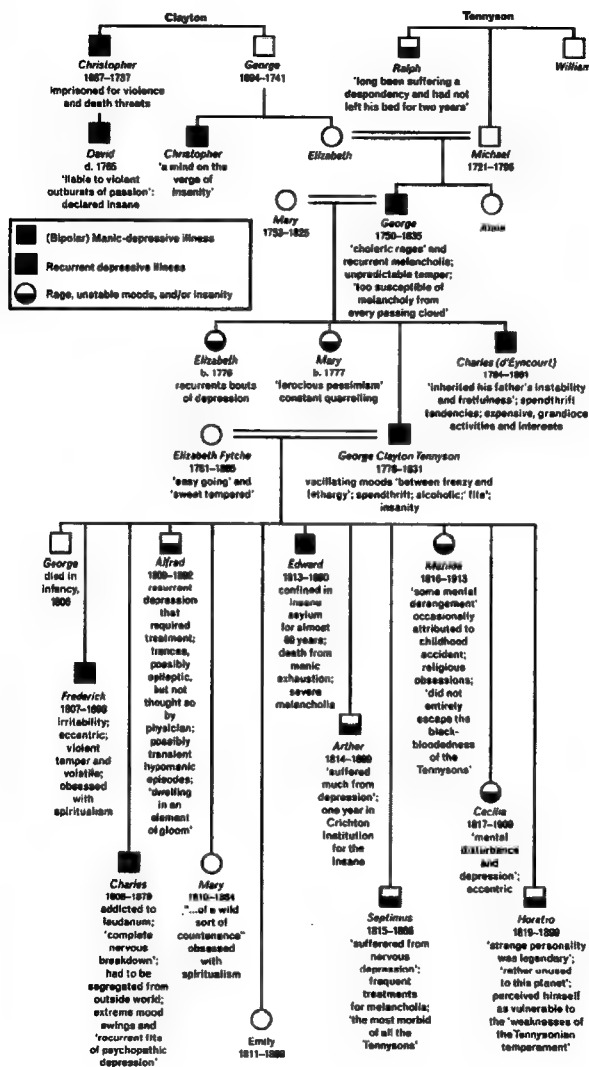 Clayton
Tennyson
Christopher
imprisoned for violence
and death threats
George
Ralph
'long been suffering a
despondency and had not
left his bed for two years'
William
David
d. 1765
'liable to violent
outbursts of passion';
declared insane
Christopher
'a mind on the
verge of
insanity'
Elizabeth
Michael
(Bipolar) Manic-depressive illness
Recurrent depressive illness
Rage, unstable moods, and/or insanity
Mary
1753–1825
George
1750–1835
'choleric rages' and
recurrent melancholia;
unpredictable temper;
'too susceptible of
melancholy from
every passing cloud'
Elizabeth
b. 1776
recurrents bouts
of depression
Mary
b. 1777
'ferocious pessimism'
constant quarrelling
Charles (d'Eyncourt)
'inherited his father's instability
and fretfulness'; spendthrift
tendencies; expensive, grandiose
activities and interests
Elizabeth Fytche
'easy going' and
'sweet tempered'
George Clayton Tennyson
1778–1831
vacillating moods 'between frenzy and
lethargy'; spendthrift; alcoholic;' fits';
insanity
George
died in
infancy,
1806
Alfred
1809–1892
recurrent
depression
that
required
treatment;
trances,
possibly
epileptic,
but not
thought so
by
physician;
possibly
transient
hypomanic
episodes;
'dwelling
in an
element
of gloom'
Edward
1813–1890
confined in
insane
asylum
for almost
60 years;
death from
manic
exhaustion;
severe
melancholia
1816–1913
'some mental
derangement'
occasionally
attributed to
childhood
accident;
religious
obsessions;
'did not
entirely
escape the
black-
bloodedness
of the
Tennysons'
Frederick
1807–1898
irritability;
eccentric;
violent
temper and
volatile;
obsessed
with
spiritualism
Arther
1814–1899
'suffered
much from
depression';
one year in
Crichton
Institution
for the
Insane
Cecilia
1817–1909
'mental
disturbance
and
depression';
eccentric
Charles
1808–1879
addicted to
laudanum;
'complete
nervous
breakdown';
had to be
segregated from
outside world;
extreme mood
swings and
'recurrent fits
of psychopathic
depression'
Mary
1810–1884
"...of a wild
sort of
countenance"
obsessed
with
spiritualism
Emily
1811–1889
Septimus
1815–1866
'sufferered from
nervous
depression';
frequent
treatments
for melancholia;
'the most morbid
of all the
Tennysons'
Horatro
1819–1899
'strange personality
was legendary';
'rather unused
to this planet';
perceived himself
as vulnerable to
the 'weaknesses of
the Tennysonian
temperament'